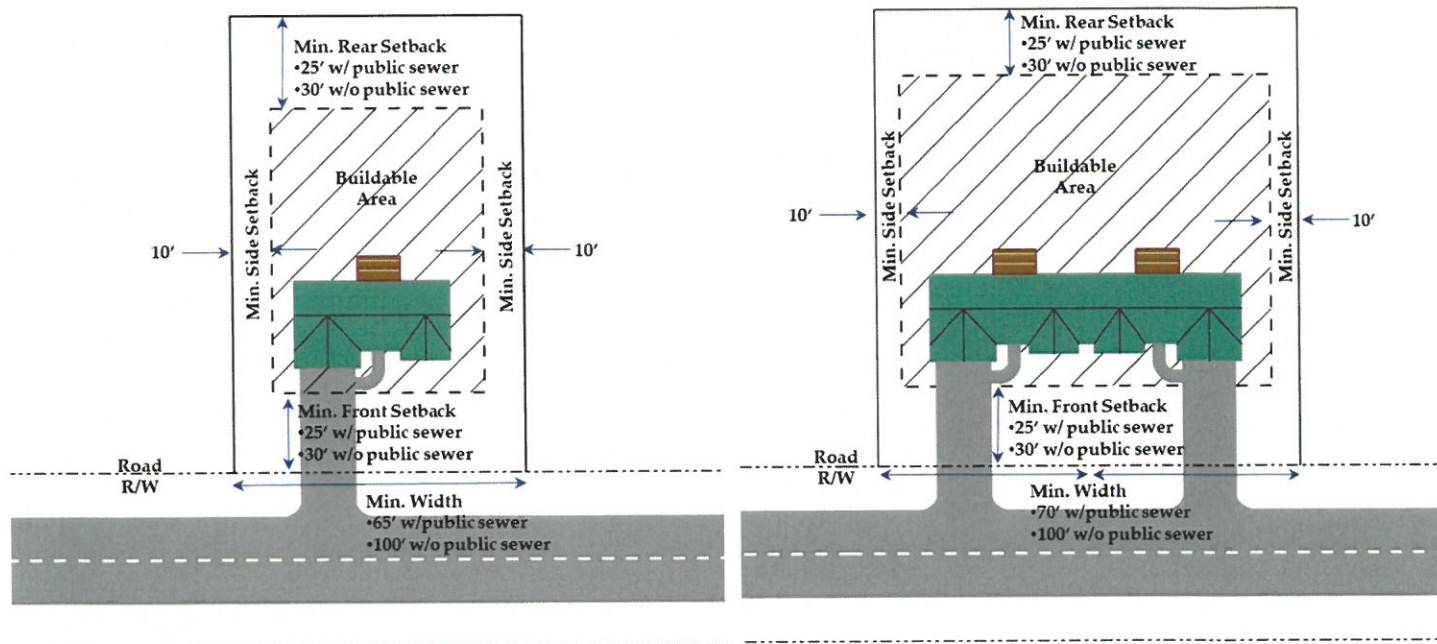 Min. Rear Setback
•25' w/ public sewer
•30' w/o public sewer
Buildable
Area
Min. Side Setback
Min. Side Setback
10'
10'
Min. Front Setback
•25' w/ public sewer
•30' w/o public sewer
Road
R/W
Min. Width
•65' w/public sewer
•100' w/o public sewer
Min. Rear Setback
•25' w/ public sewer
•30' w/o public sewer
Buildable
Area
Min. Side Setback
Min. Side Setback
10'
10'
Min. Front Setback
•25' w/ public sewer
•30' w/o public sewer
Road
R/W
Min. Width
•70' w/public sewer
•100' w/o public sewer